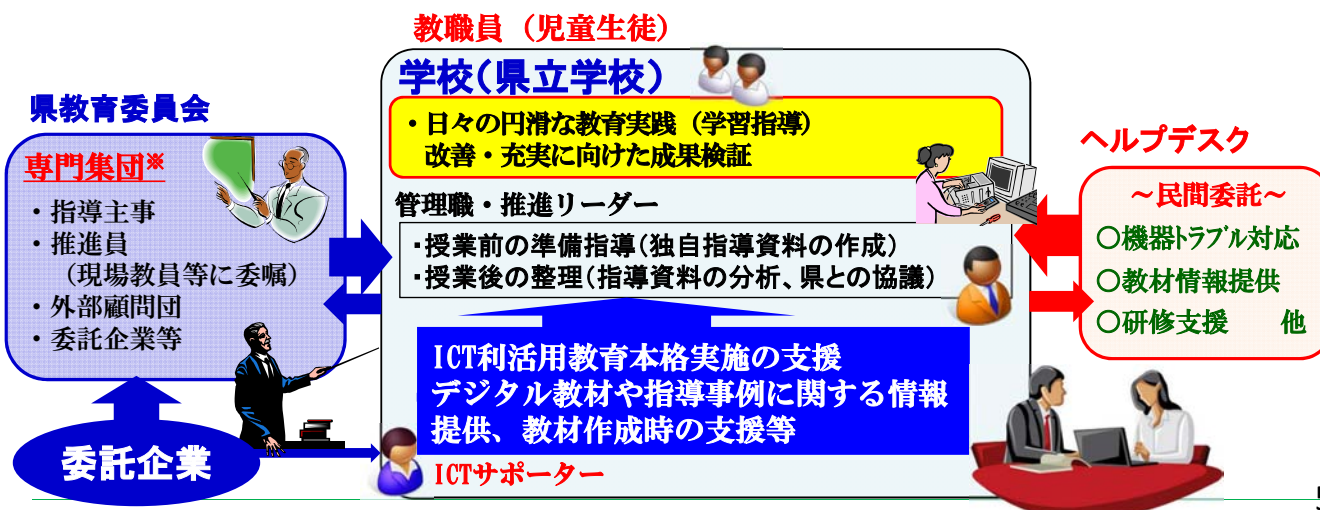 教職員（児童生徒）
学校（県立学校）
・日々の円滑な教育実践（学習指導）
改善・充実に向けた成果検証
管理職・推進リーダー
・授業前の準備指導（独自指導資料の作成）
・授業後の整理（指導資料の分析、県との協議）
ICT利活用教育本格実施の支援
デジタル教材や指導事例に関する情報
提供、教材作成時の支援等
ICTサポーター
県教育委員会
専門集団※
・指導主事
・推進員
（現場教員等に委嘱）
・外部顧問団
・委託企業等
委託企業
ヘルプデスク
～民間委託～
○機器トラブル対応
○教材情報提供
○研修支援　他